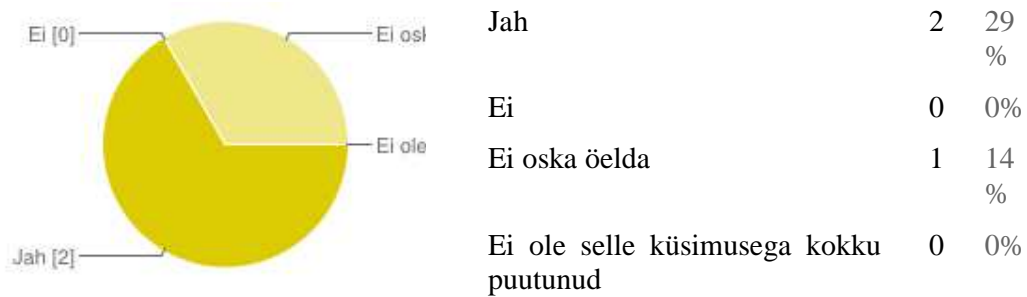 Ei [0]
Ei
Ei ole
Jah [2]
Jah 2 29
%
Ei 0 0%
Ei oska öelda 1 14
%
Ei ole selle küsimusega kokku 0 0%
puutunud